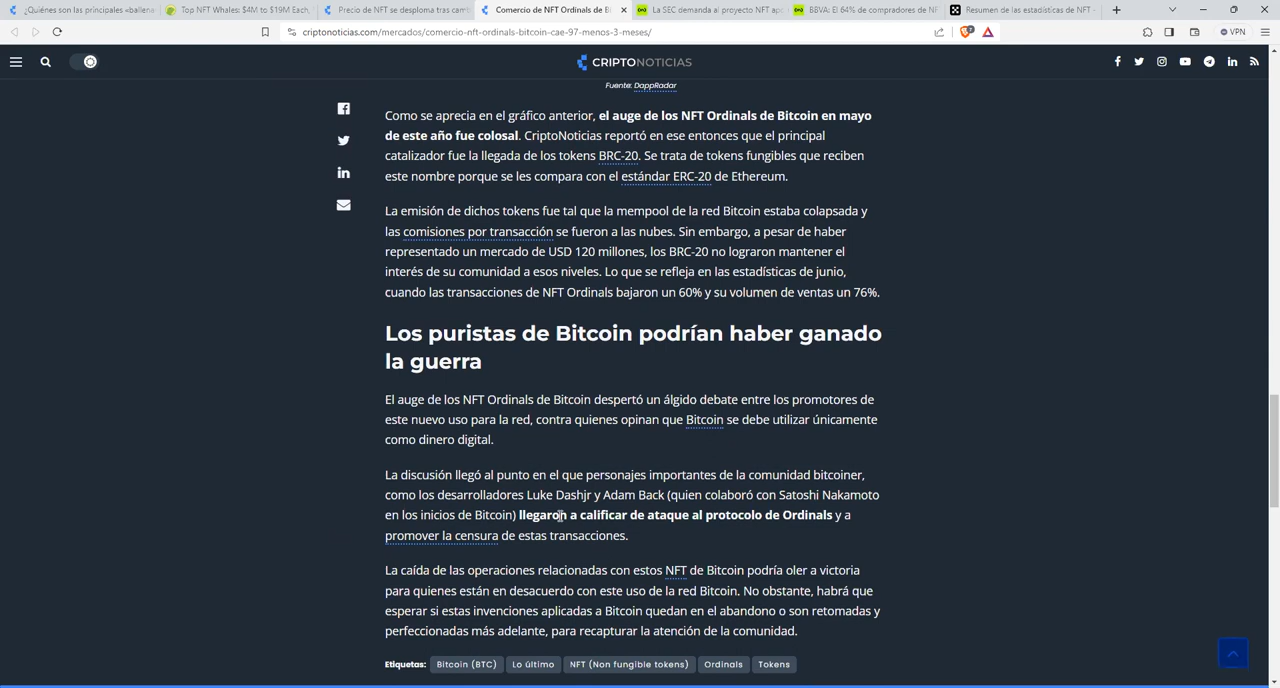 ¿Quiénes son las principales «ballena
Top NFT Whales: $4M to $19M Each.
Precio de NFT se desploma tras camb
Comercio de NFT Ordinals de Bi
La SEC demanda al proyecto NFT apo
BBVA: El 64% de compradores de NF
Resumen de las estadísticas de NFT -
criptonoticias.com/mercados/comercio-nft-ordinals-bitcoin-cae-97-menos-3-meses/
VPN
CRIPTONOTICIAS
Fuente: DappRadar
Como se aprecia en el gráfico anterior, el auge de los NFT Ordinals de Bitcoin en mayo
de este año fue colosal. CriptoNoticias reportó en ese entonces que el principal
catalizador fue la llegada de los tokens BRC-20. Se trata de tokens fungibles que reciben
este nombre porque se les compara con el estándar ERC-20 de Ethereum.
La emisión de dichos tokens fue tal que la mempool de la red Bitcoin estaba colapsada y
las comisiones por transacción se fueron a las nubes. Sin embargo, a pesar de haber
representado un mercado de USD 120 millones, los BRC-20 no lograron mantener el
interés de su comunidad a esos niveles. Lo que se refleja en las estadísticas de junio,
cuando las transacciones de NFT Ordinals bajaron un 60% y su volumen de ventas un 76%.
Los puristas de Bitcoin podrían haber ganado
la guerra
El auge de los NFT Ordinals de Bitcoin despertó un álgido debate entre los promotores de
este nuevo uso para la red, contra quienes opinan que Bitcoin se debe utilizar únicamente
como dinero digital.
La discusión llegó al punto en el que personajes importantes de la comunidad bitcoiner,
como los desarrolladores Luke Dashjr y Adam Back (quien colaboró con Satoshi Nakamoto
en los inicios de Bitcoin) llegaron a calificar de ataque al protocolo de Ordinals y a
promover la censura de estas transacciones.
La caída de las operaciones relacionadas con estos NFT de Bitcoin podría oler a victoria
para quienes están en desacuerdo con este uso de la red Bitcoin. No obstante, habrá que
esperar si estas invenciones aplicadas a Bitcoin quedan en el abandono o son retomadas y
perfeccionadas más adelante, para recapturar la atención de la comunidad.
Etiquetas: Bitcoin (BTC) Lo último NFT (Non fungible tokens) Ordinals Tokens